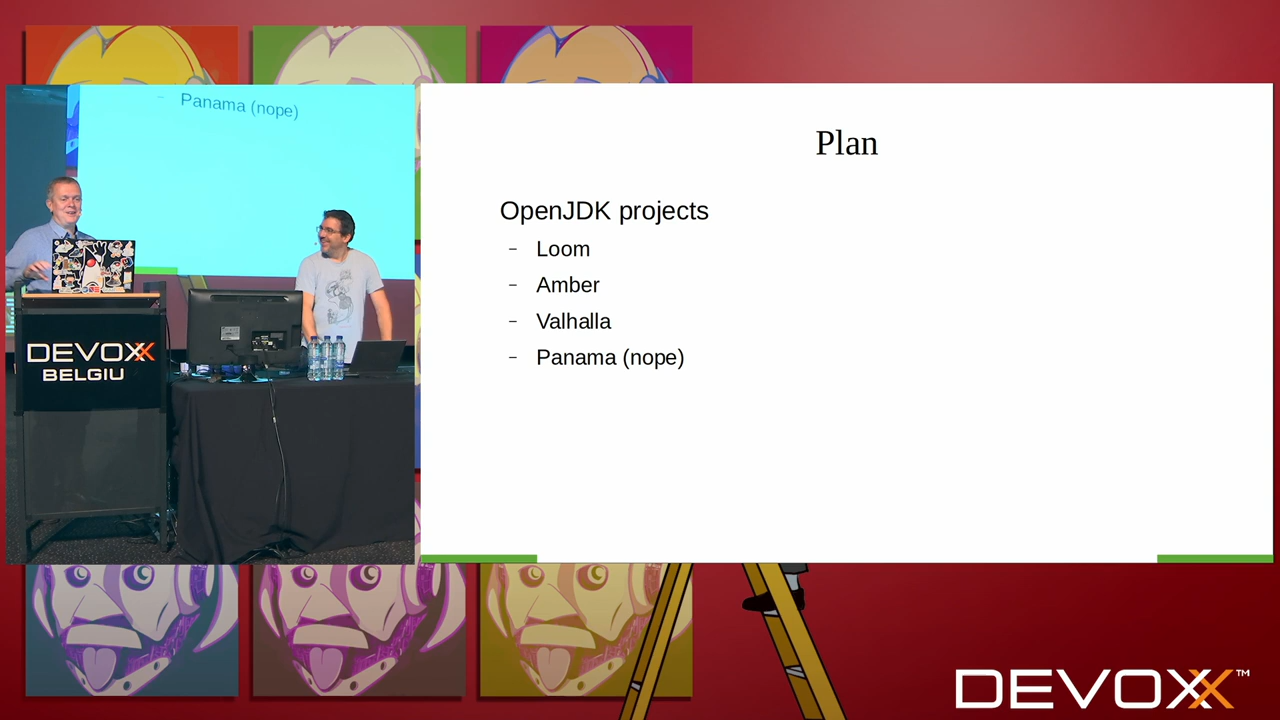 Panama (nope)
DEVOXX
BELGIU
Plan
OpenJDK projects
- Loom
- Amber
- Valhalla
- Panama (nope)
DEVOXX™